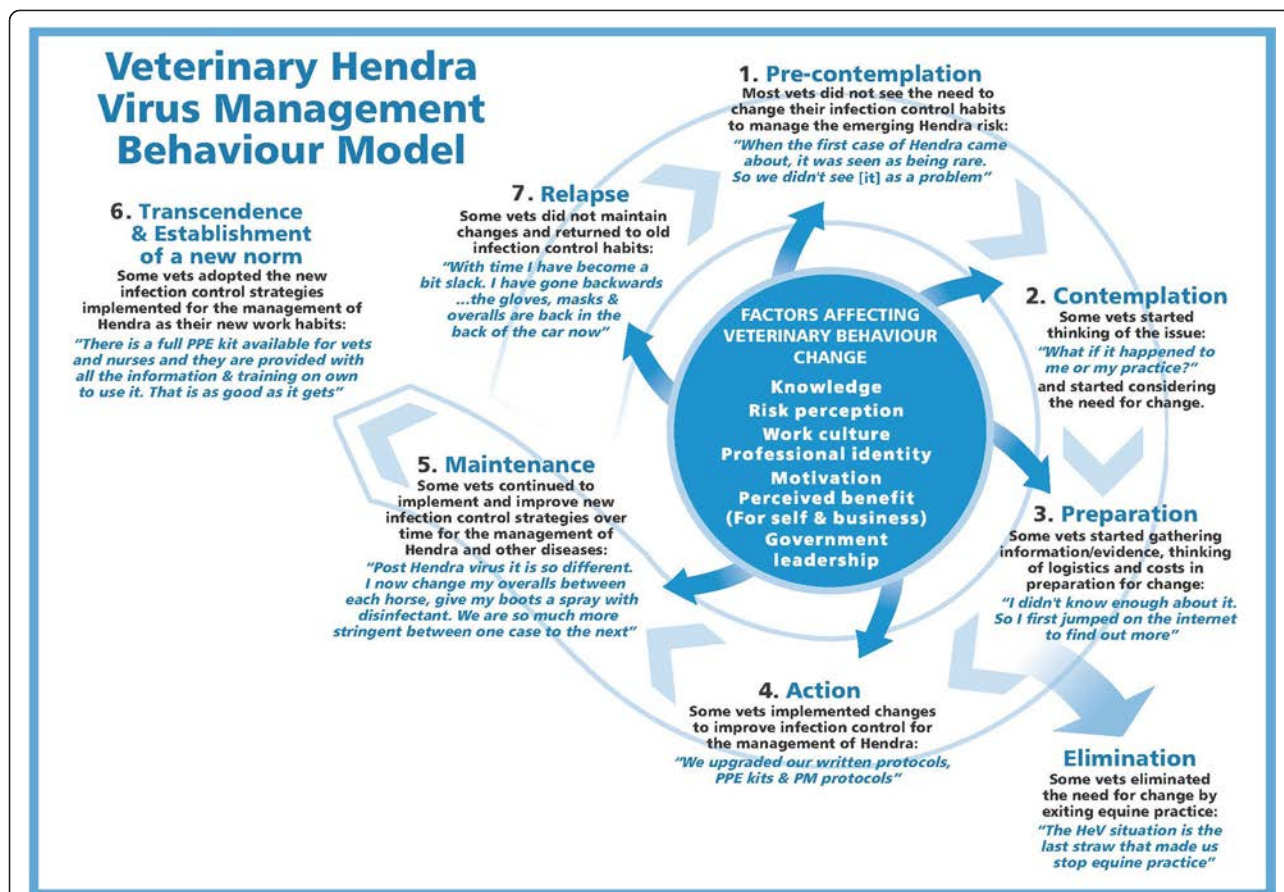 Veterinary Hendra
Virus Management
Behaviour Model
1. Pre-contemplation
Most vets did not see the need to
change their infection control habits
to manage the emerging Hendra risk:
“When the first case of Hendra came
about, it was seen as being rare.
So we didn't see [it] as a problem”
2. Contemplation
Some vets started
thinking of the issue:
“What if it happened to
me or my practice?”
and started considering
the need for change.
3. Preparation
Some vets started gathering
information/evidence, thinking
of logistics and costs in
preparation for change:
“I didn't know enough about it.
So I first jumped on the internet
to find out more”
Elimination
Some vets eliminated
the need for change by
exiting equine practice:
“The HeV situation is the
last straw that made us
stop equine practice”
4. Action
Some vets implemented changes
to improve infection control for
the management of Hendra:
“We upgraded our written protocols,
PPE kits & PM protocols”
5. Maintenance
Some vets continued to
implement and improve new
infection control strategies over
time for the management of
Hendra and other diseases:
“Post Hendra virus it is so different.
I now change my overalls between
each horse, give my boots a spray with
disinfectant. We are so much more
stringent between one case to the next”
6. Transcendence
& Establishment
of a new norm
Some vets adopted the new
infection control strategies
implemented for the management of
Hendra as their new work habits:
“There is a full PPE kit available for vets
and nurses and they are provided with
all the information & training on own
to use it. That is as good as it gets”
7. Relapse
Some vets did not maintain
changes and returned to old
infection control habits:
“With time I have become a
bit slack. I have gone backwards
...the gloves, masks &
overalls are back in the
back of the car now”
FACTORS AFFECTING
VETERINARY BEHAVIOUR
CHANGE
Knowledge
Risk perception
Work culture
Professional identity
Motivation
Perceived benefit
(For self & business)
Government
leadership